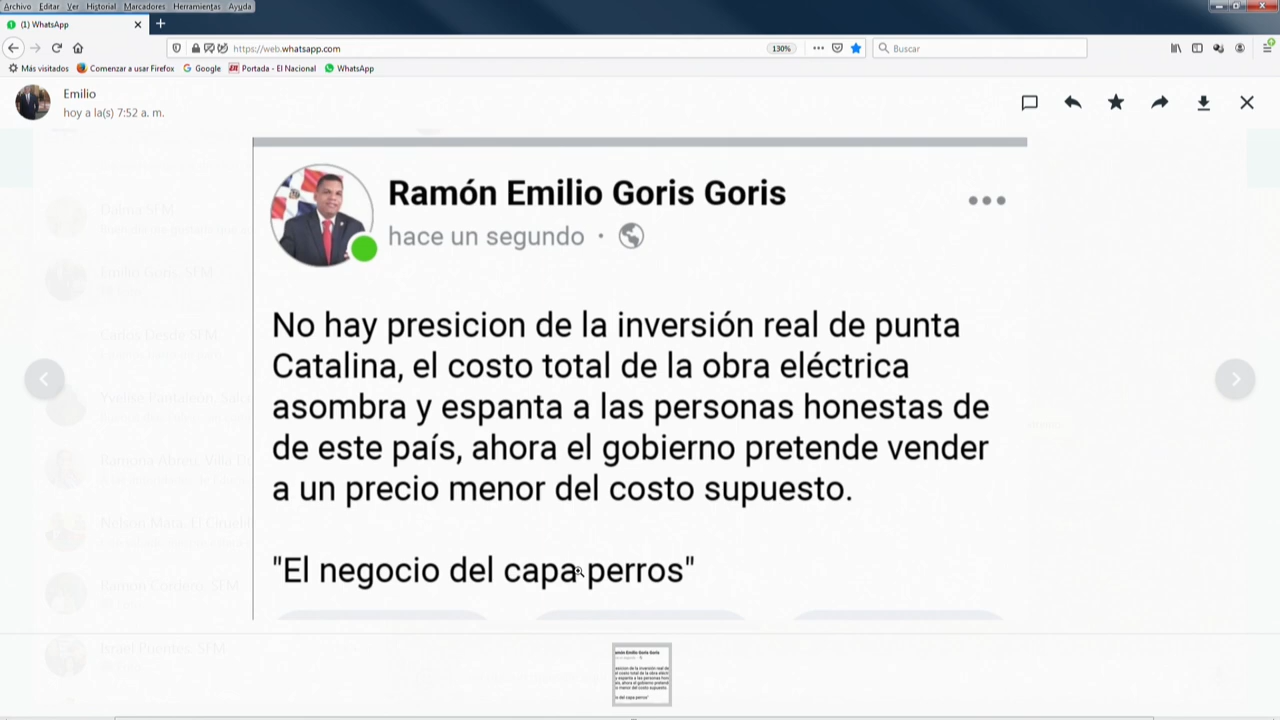 Archivo Editar Ver Historial Marcadores Herramientas Ayuda
(1) WhatsApp
https://web.whatsapp.com
130%
Buscar
Más visitados Comenzar a usar Firefox Google Portada - El Nacional WhatsApp
Emilio
hoy a la(s) 7:52 a. m.
Ramón Emilio Goris Goris
hace un segundo
No hay presicion de la inversión real de punta
Catalina, el costo total de la obra eléctrica
asombra y espanta a las personas honestas de
de este país, ahora el gobierno pretende vender
a un precio menor del costo supuesto.
"El negocio del capa perros"